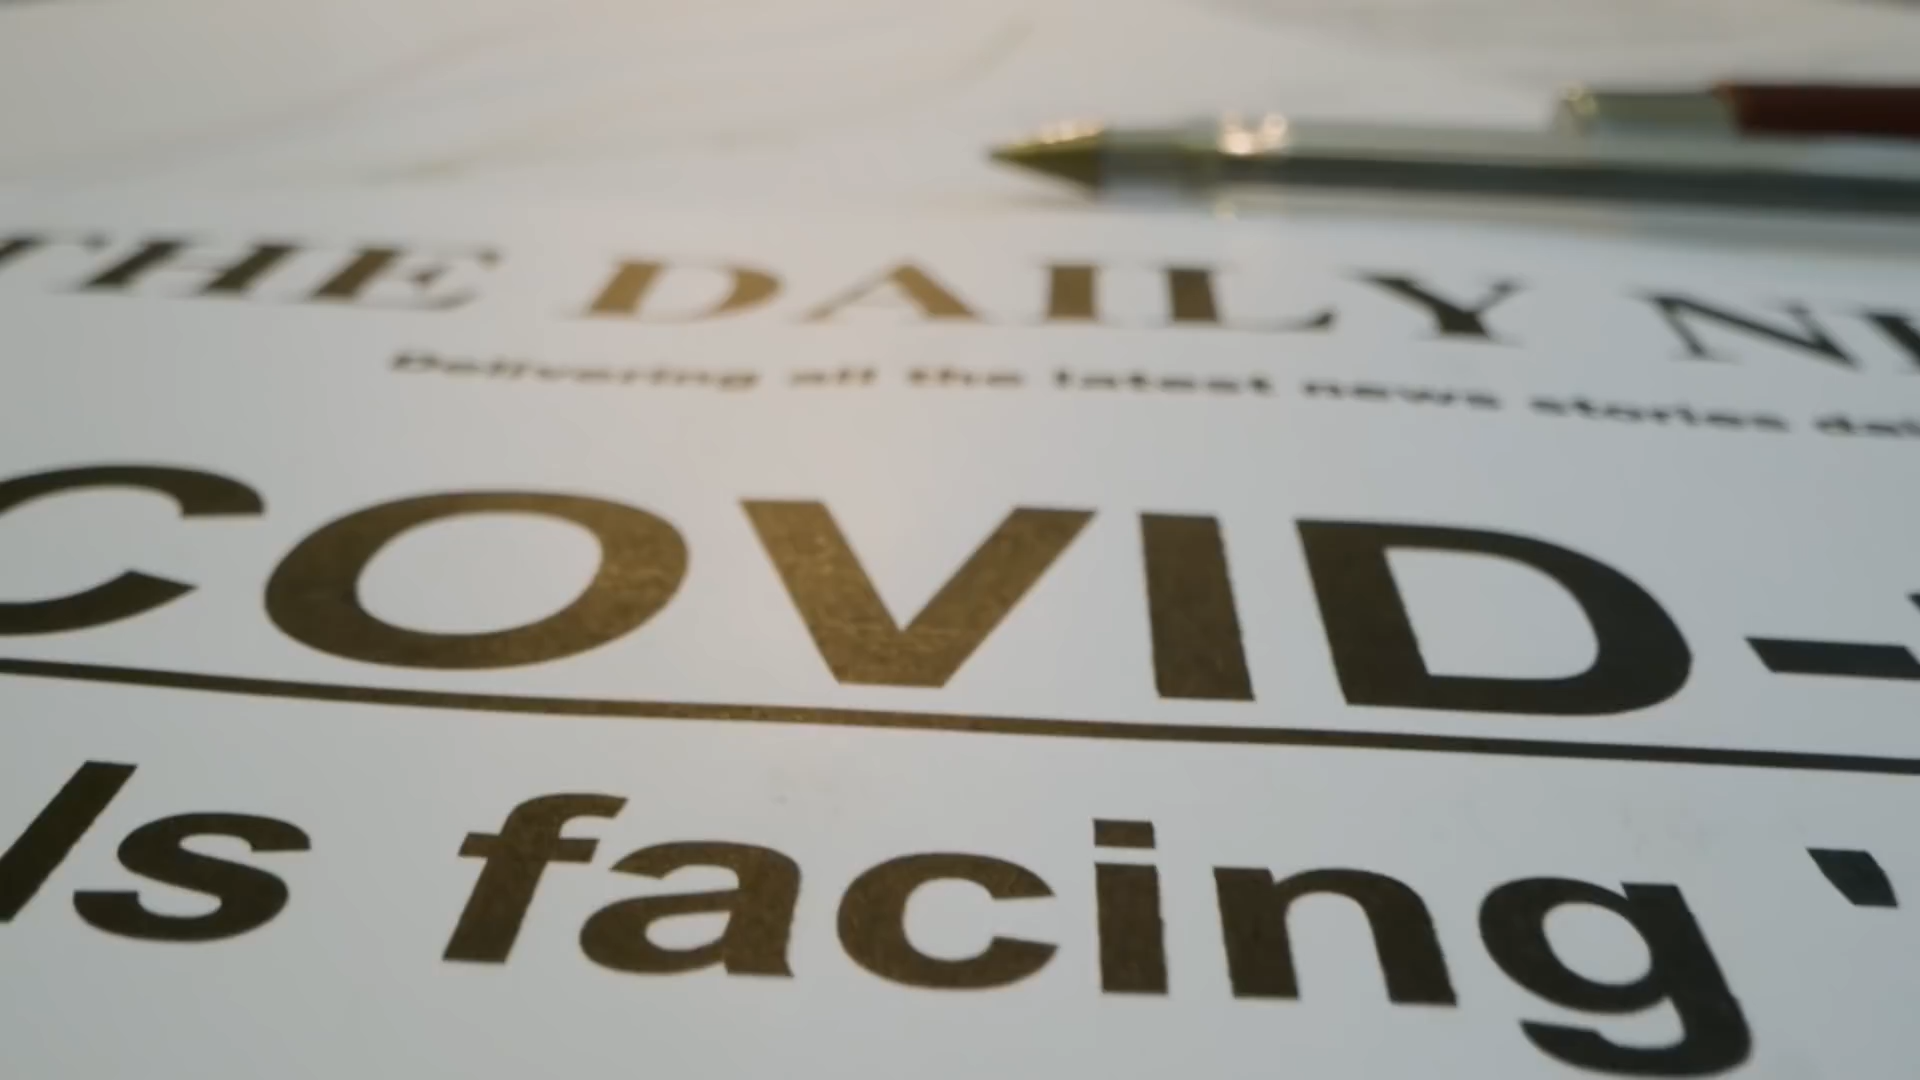 THE DAILY
Delivering all the latest news stories
COVID-
facing '